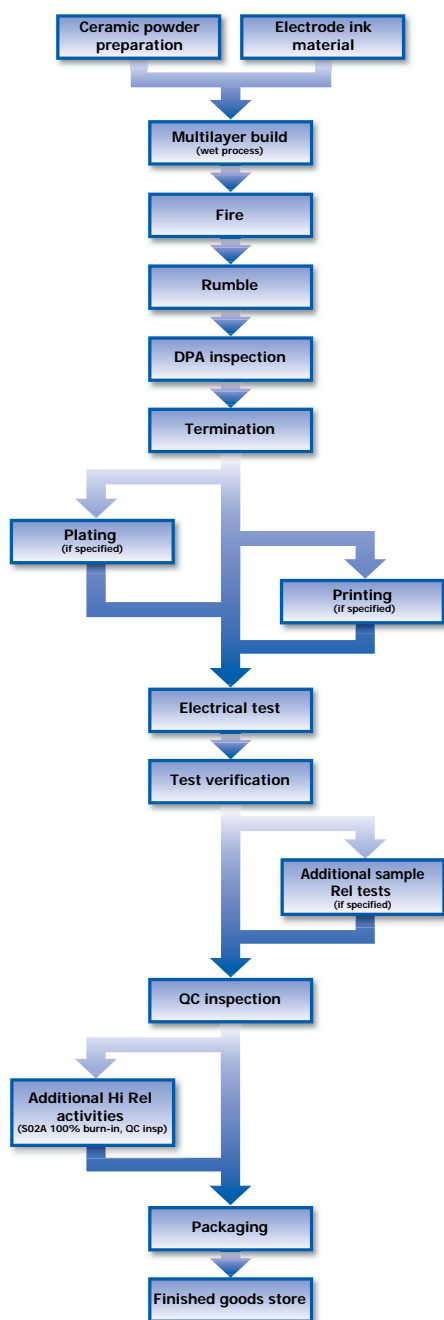 Ceramic powder
preparation
Electrode ink
material
Multilayer build
(wet process)
Fire
Rumble
DPA inspection
Termination
Plating
(if specified)
Printing
(if specified)
Electrical test
Test verification
Additional sample
Rel tests
(if specified)
QC inspection
Additional Hi Rel
activities
(S02A 100% burn-in, QC insp)
Packaging
Finished goods store